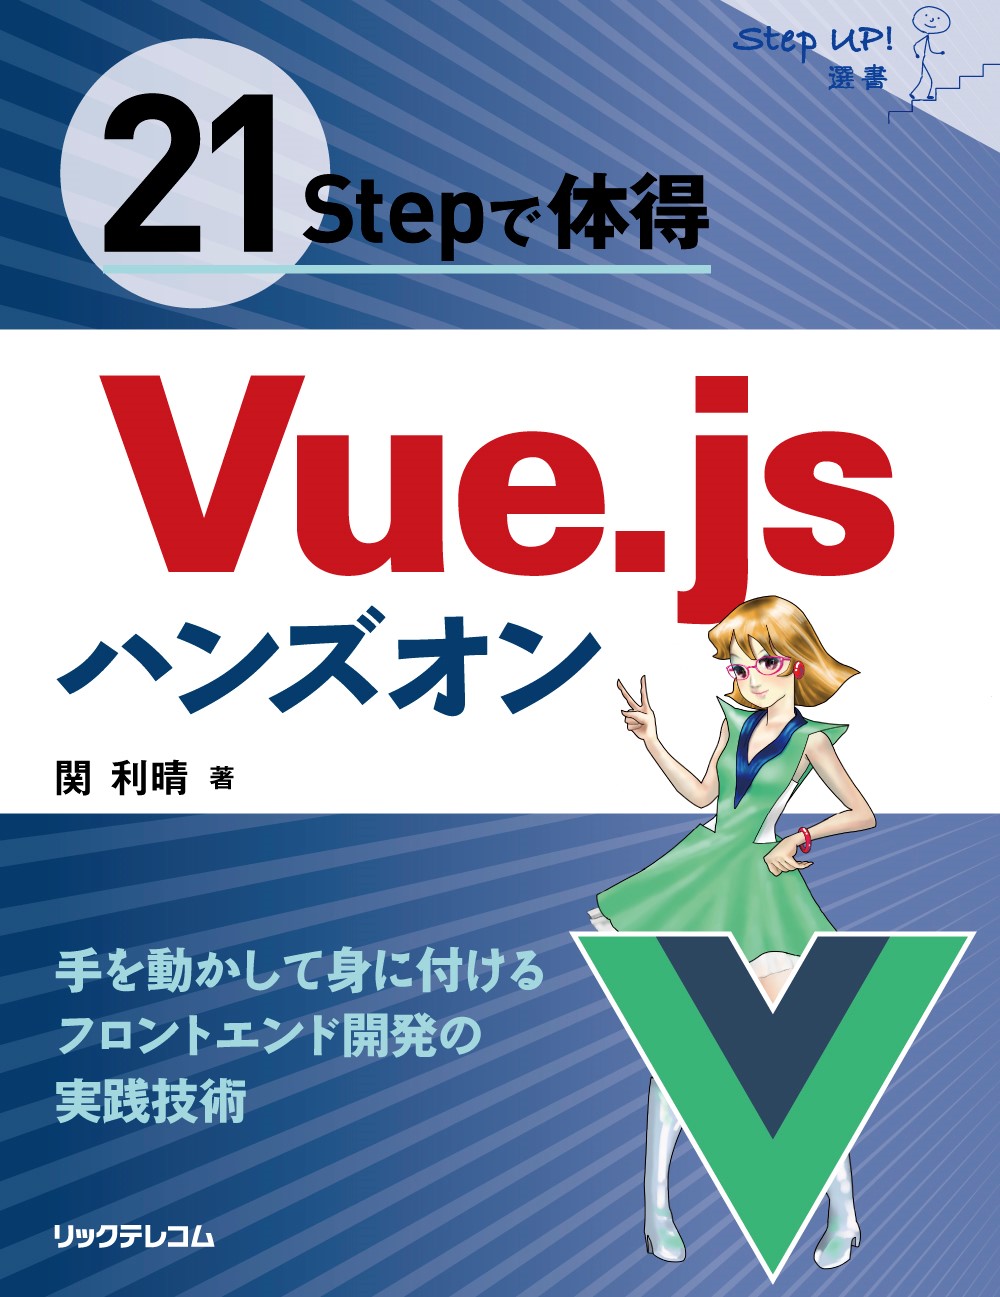 Step UP!
選書
21Stepで体得
Vue.js
ハンズオン
関 利晴 著
手を動かして身に付ける
フロントエンド開発の
実践技術
リックテレコム